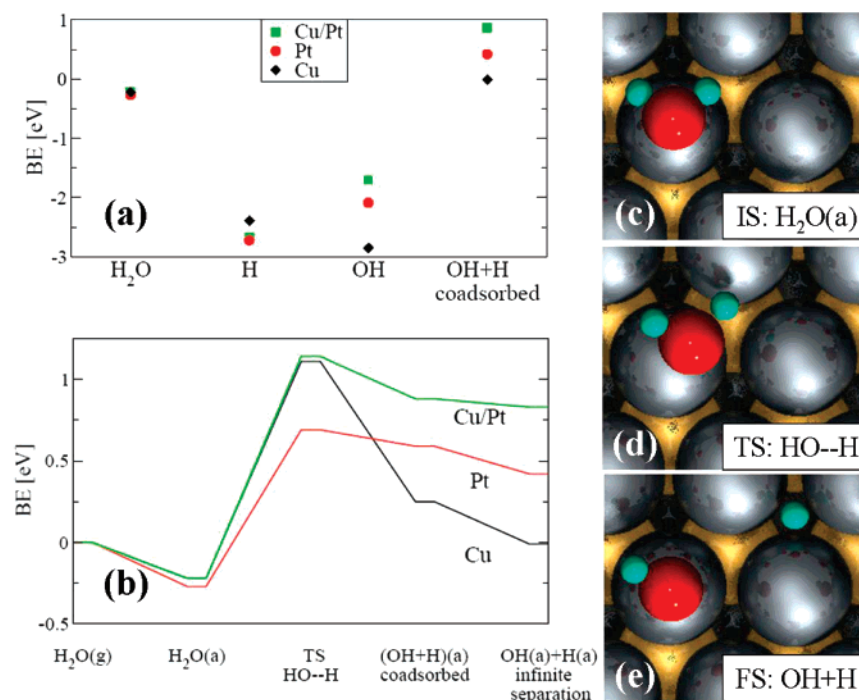 1
0
-1
-2
-3
BE [eV]
Cu/Pt
Pt
Cu
(a)
H₂O
H
OH
OH+H
coadsorbed
1
0.5
0
-0.5
BE [eV]
Cu/Pt
Pt
Cu
(b)
H₂O(g)
H₂O(a)
TS
HO--H
(OH+H)(a)
coadsorbed
OH(a)+H(a)
infinite
separation
(c)
IS: H₂O(a)
(d)
TS: HO--H
(e)
FS: OH+H